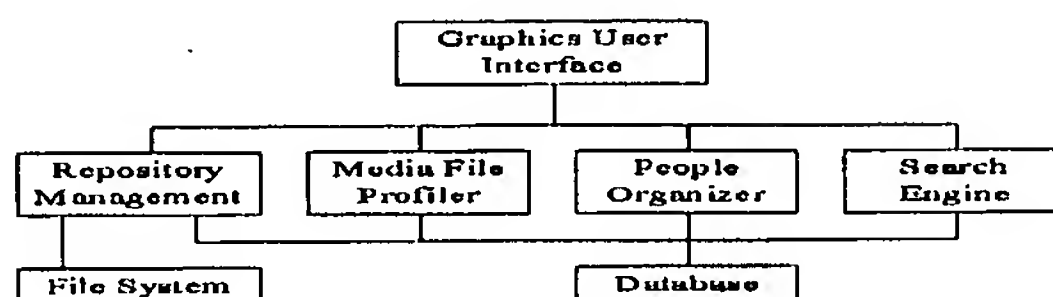 Graphics User
Interface
Repository
Management
Media File
Profiler
People
Organizer
Search
Engine
File System
Database